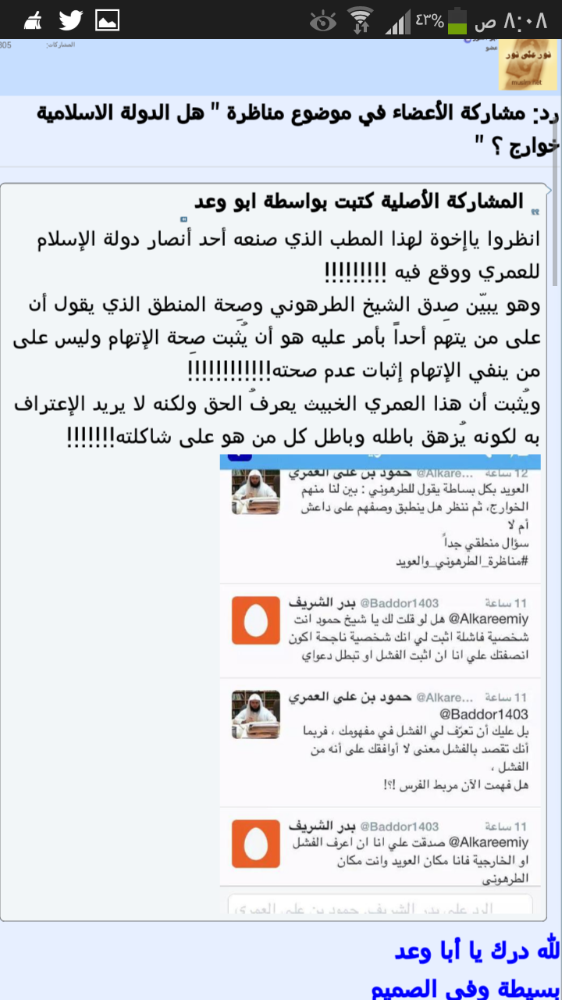 ٨:٠٨ ص ٤٣%
305
المشاركات:
عضو
نور على نور
muslm.net
رد: مشاركة الأعضاء في موضوع مناظرة " هل الدولة الاسلامية
خوارج ؟ "
المشاركة الأصلية كتبت بواسطة ابو وعد
انظروا ياإخوة لهذا المطب الذي صنعه أحد أنصار دولة الإسلام
للعمري ووقع فيه !!!!!!!!!
وهو يبيّن صِدق الشيخ الطرهوني وصِحة المنطق الذي يقول أن
على من يتهم أحداً بأمر عليه هو أن يُثبت صِحة الإتهام وليس على
من ينفي الإتهام إثبات عدم صحته!!!!!!!!!!!!
ويُثبت أن هذا العمري الخبيث يعرفُ الحق ولكنه لا يريد الإعتراف
به لكونه يُزهق باطله وباطل كل من هو على شاكلته!!!!!!!
حمود بن علي العمري @Alkare... 12 ساعة
العويد بكل بساطة يقول للطرهوني : بين لنا منهم
الخوارج، ثم ننظر هل ينطبق وصفهم على داعش
أم لا
سؤال منطقي جداً
#مناظرة_الطرهوني_والعويد
بدر الشريف @Baddor1403 11 ساعة
@Alkareemiy هل لو قلت لك يا شيخ حمود انت
شخصية فاشلة اثبت لي انك شخصية ناجحة اكون
انصفتك علي انا ان اثبت الفشل او تبطل دعواي
حمود بن علي العمري @Alkare... 11 ساعة
@Baddor1403
بل عليك أن تعرّف لي الفشل في مفهومك ، فربما
أنك تقصد بالفشل معنى لا أوافقك على أنه من
الفشل ،
هل فهمت الآن مربط الفرس !؟!
بدر الشريف @Baddor1403 11 ساعة
@Alkareemiy صدقت علي انا ان اعرف الفشل
او الخارجية فانا مكان العويد وانت مكان
الطرهوني
الرد على بدر الشريف, حمود بن علي العمري
لله درك يا أبا وعد
بسيطة وفي الصميم